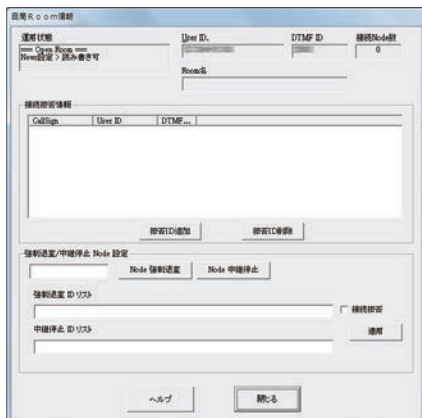 自局Room情報
運用状態
User ID.
DTMF ID
接続Node数
=== Open Room ===
News設定 > 読み書き可
0
Room名
接続拒否情報
CallSign
User ID
DTMF...
拒否ID追加
拒否ID削除
強制退室/中継停止 Node 設定
Node 強制退室
Node 中継停止
強制退室 ID リスト
接続拒否
中継停止 ID リスト
適用
ヘルプ
閉じる